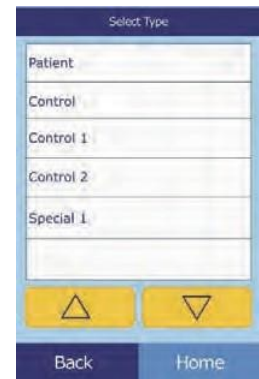 Select Type
Patient
Control
Control 1
Control 2
Special 1
Back Home